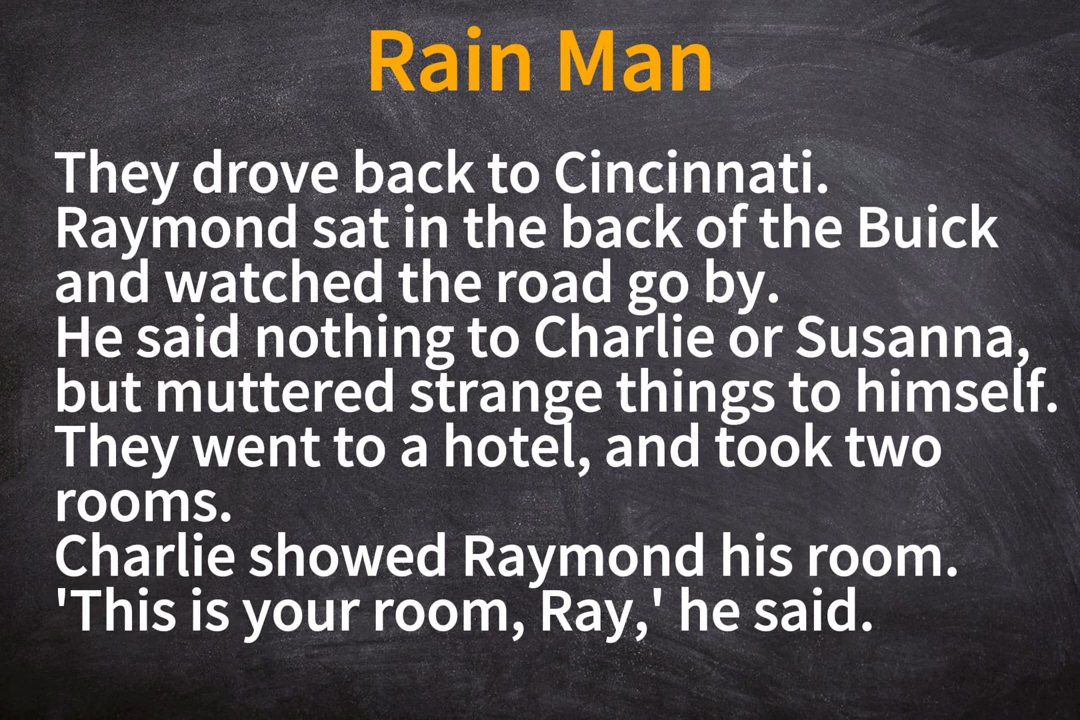 Rain Man
They drove back to Cincinnati.
Raymond sat in the back of the Buick
and watched the road go by.
He said nothing to Charlie or Susanna,
but muttered strange things to himself.
They went to a hotel, and took two
rooms.
Charlie showed Raymond his room.
'This is your room, Ray,' he said.